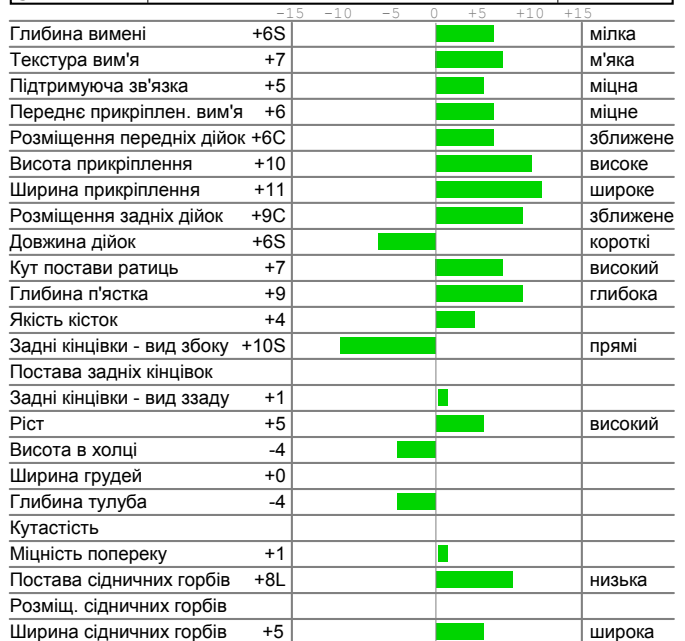 -15 -10 -5 0 +5 +10 +15
Глибина вимені +6S мілка
Текстура вим'я +7 м'яка
Підтримуюча зв'язка +5 міцна
Переднє прикріплен. вим'я +6 міцне
Розміщення передніх дійок +6C зближене
Висота прикріплення +10 високе
Ширина прикріплення +11 широке
Розміщення задніх дійок +9C зближене
Довжина дійок +6S короткі
Кут постави ратиць +7 високий
Глибина п'ястка +9 глибока
Якість кісток +4
Задні кінцівки - вид збоку +10S прямі
Постава задніх кінцівок
Задні кінцівки - вид ззаду +1
Ріст +5 високий
Висота в холці -4
Ширина грудей +0
Глибина тулуба -4
Кутастість
Міцність попереку +1
Постава сідничних горбів +8L низька
Розміщ. сідничних горбів
Ширина сідничних горбів +5 широка